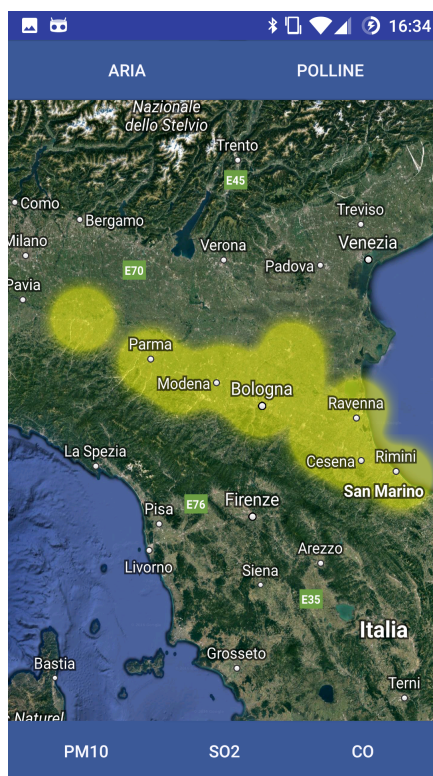 16:34
ARIA POLLINE
Nazionale
dello Stelvio
Trento
E45
Como
Treviso
Bergamo
Milano
Verona
Venezia
Padova
E70
Pavia
Parma
Modena
Bologna
Ravenna
La Spezia
Cesena
Rimini
San Marino
E76
Firenze
Pisa
Arezzo
Livorno
Siena
E35
Italia
Grosseto
Bastia
Terni
c Naturel
PM10 SO2 CO